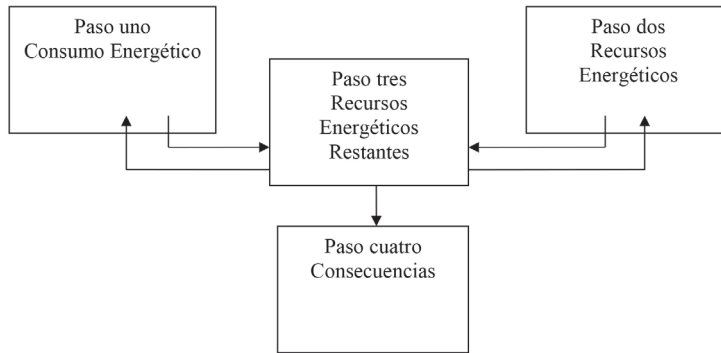 Paso uno
Consumo Energético
Paso dos
Recursos
Energéticos
Paso tres
Recursos
Energéticos
Restantes
Paso cuatro
Consecuencias